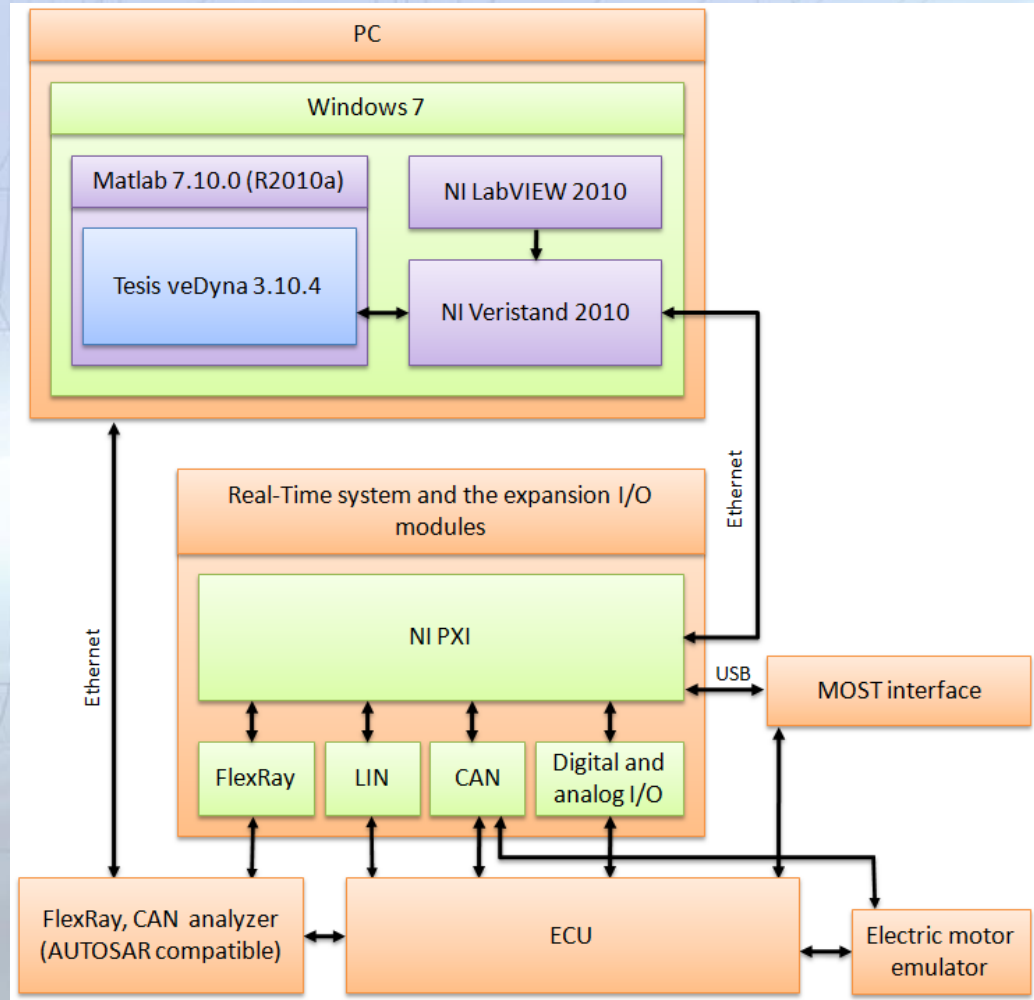 PC
Windows 7
Matlab 7.10.0 (R2010a)
NI LabVIEW 2010
Tesis veDyna 3.10.4
NI Veristand 2010
Ethernet
Real-Time system and the expansion I/O
modules
Ethernet
NI PXI
USB
MOST interface
FlexRay
LIN
CAN
Digital and
analog I/O
FlexRay, CAN analyzer
(AUTOSAR compatible)
ECU
Electric motor
emulator